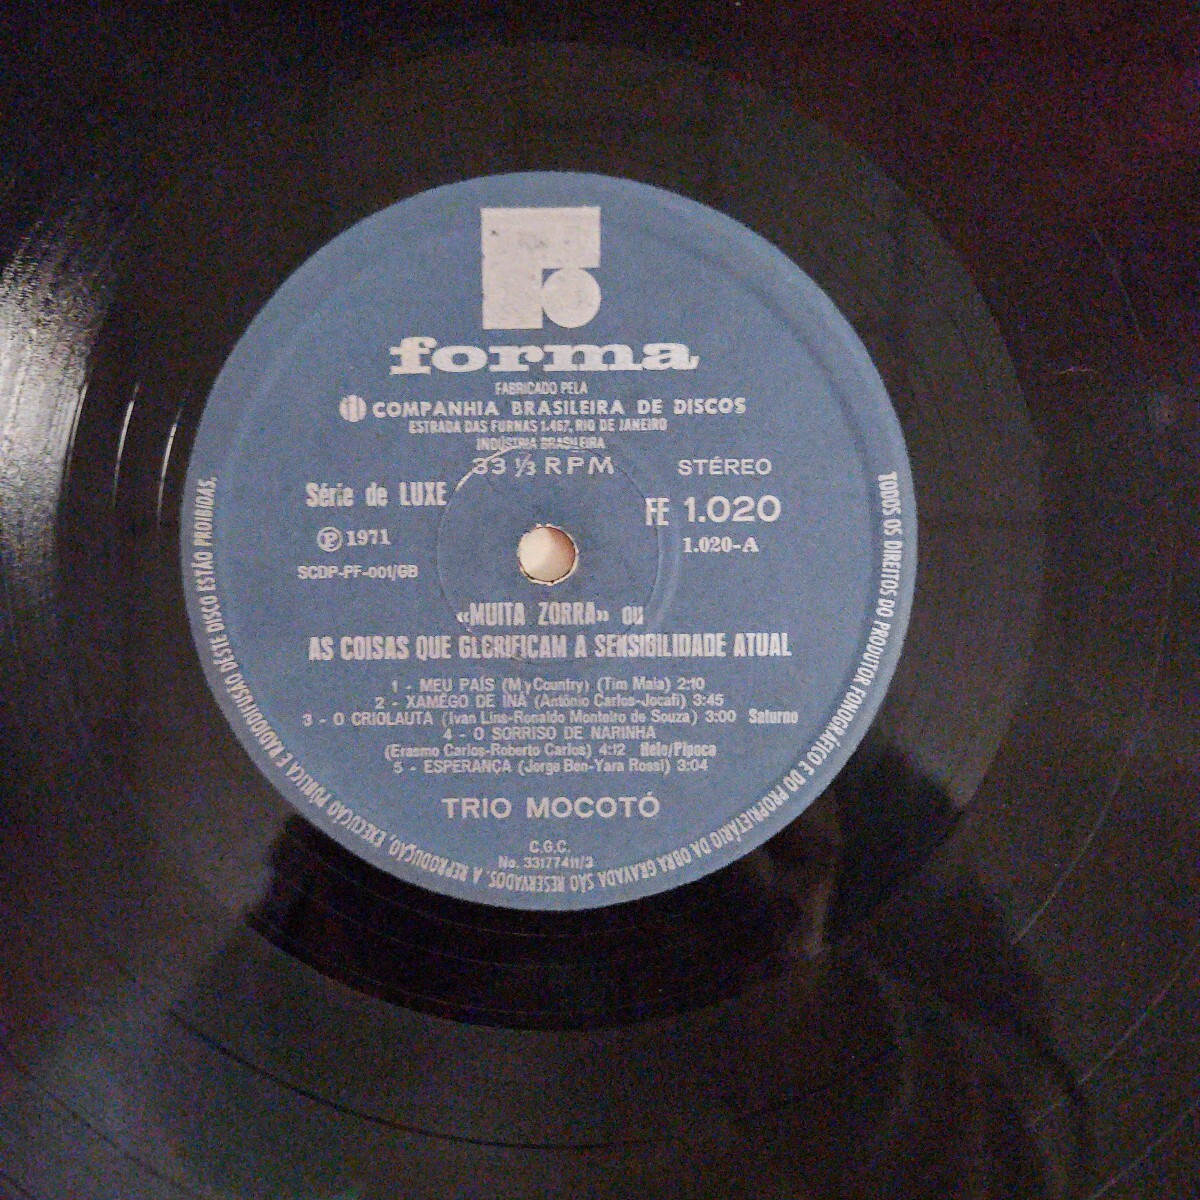 forma
FABRICADO PELA
COMPANHIA BRASILEIRA DE DISCOS
ESTRADA DAS FURNAS 1.467, RIO DE JANEIRO
INDÚSTRIA BRASILEIRA
33 1/3 RPM
STÉREO
Série de LUXE
FE 1.020
℗ 1971
1.020-A
SCDP-PF-001/GB
«MUITA ZORRA» OU
AS COISAS QUE GLORIFICAM A SENSIBILIDADE ATUAL
1 - MEU PAÍS (My Country) (Tim Maia) 2:10
2 - XAMÊGO DE INÁ (Antônio Carlos-Jocafi) 3:45
3 - O CRIOLAUTA (Ivan Lins-Ronaldo Monteiro de Souza) 3:00 Saturno
4 - O SORRISO DE NARINHA
(Erasmo Carlos-Roberto Carlos) 4:12 Helo/Pipoca
5 - ESPERANÇA (Jorge Ben-Yara Rossi) 3:04
TRIO MOCOTÓ
C.G.C.
No. 33177411/3
TODOS OS DIREITOS DO PRODUTOR FONOGRÁFICO E DO PROPRIETÁRIO DA OBRA GRAVADA SÃO RESERVADOS. A REPRODUÇÃO, EXECUÇÃO PÚBLICA E RADIODIFUSÃO DESTE DISCO ESTÃO PROIBIDAS.